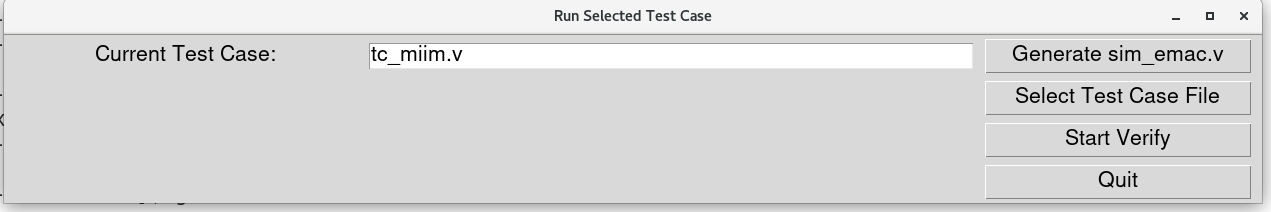 Run Selected Test Case
Current Test Case: tc_miim.v Generate sim_emac.v
Select Test Case File
Start Verify
Quit